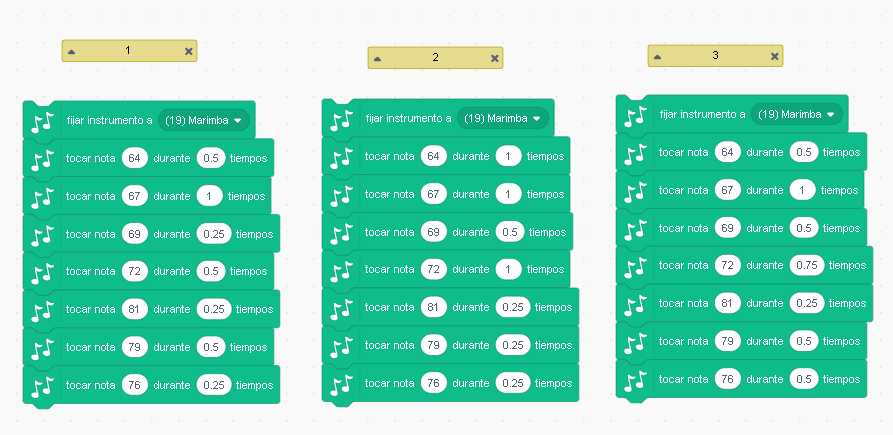 1
fijar instrumento a (19) Marimba
tocar nota 64 durante 0.5 tiempos
tocar nota 67 durante 1 tiempos
tocar nota 69 durante 0.25 tiempos
tocar nota 72 durante 0.5 tiempos
tocar nota 81 durante 0.25 tiempos
tocar nota 79 durante 0.5 tiempos
tocar nota 76 durante 0.25 tiempos
2
fijar instrumento a (19) Marimba
tocar nota 64 durante 1 tiempos
tocar nota 67 durante 1 tiempos
tocar nota 69 durante 0.5 tiempos
tocar nota 72 durante 1 tiempos
tocar nota 81 durante 0.25 tiempos
tocar nota 79 durante 0.25 tiempos
tocar nota 76 durante 0.25 tiempos
3
fijar instrumento a (19) Marimba
tocar nota 64 durante 0.5 tiempos
tocar nota 67 durante 1 tiempos
tocar nota 69 durante 0.5 tiempos
tocar nota 72 durante 0.75 tiempos
tocar nota 81 durante 0.25 tiempos
tocar nota 79 durante 0.5 tiempos
tocar nota 76 durante 0.5 tiempos